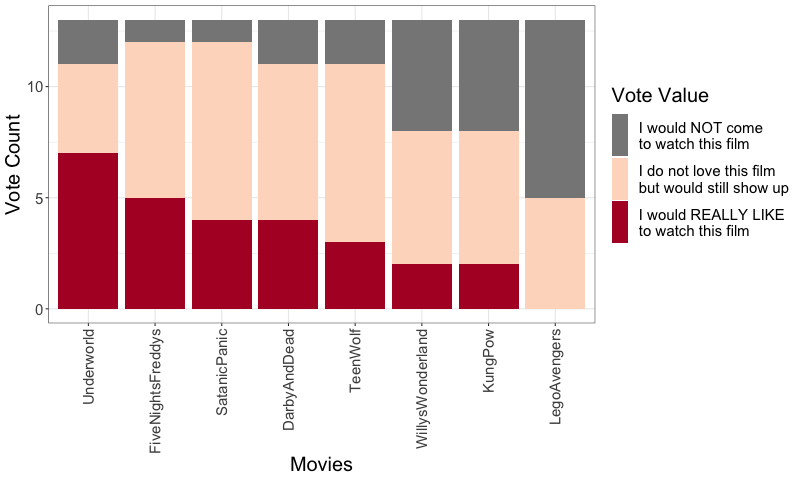 Vote Count
10
5
0
Underworld
FiveNightsFreddys
SatanicPanic
DarbyAndDead
TeenWolf
WillysWonderland
KungPow
LegoAvengers
Movies
Vote Value
I would NOT come
to watch this film
I do not love this film
but would still show up
I would REALLY LIKE
to watch this film